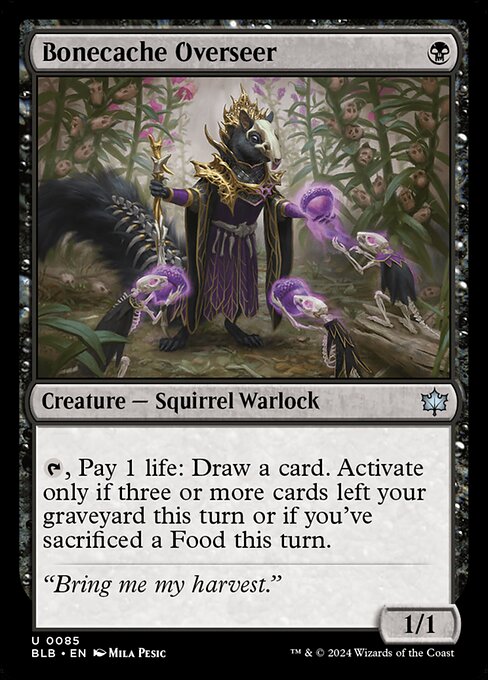 Bonecache Overseer
Creature — Squirrel Warlock
, Pay 1 life: Draw a card. Activate
only if three or more cards left your
graveyard this turn or if you've
sacrificed a Food this turn.
“Bring me my harvest.”
1/1
U 0085
BLB • EN Mila Pesic
™ & © 2024 Wizards of the Coast